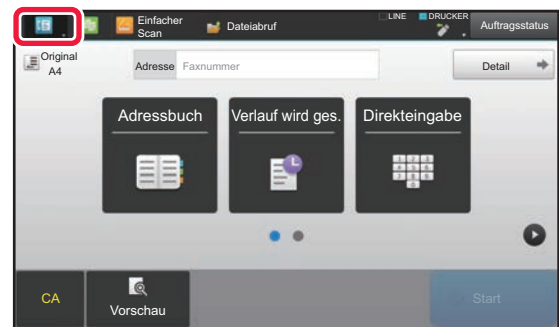 Einfacher
Scan
Dateiabruf
LINE
DRUCKER
Auftragsstatus
Original
A4
Adresse Faxnummer
Detail
Adressbuch
Verlauf wird ges.
Direkteingabe
CA
Vorschau
Start